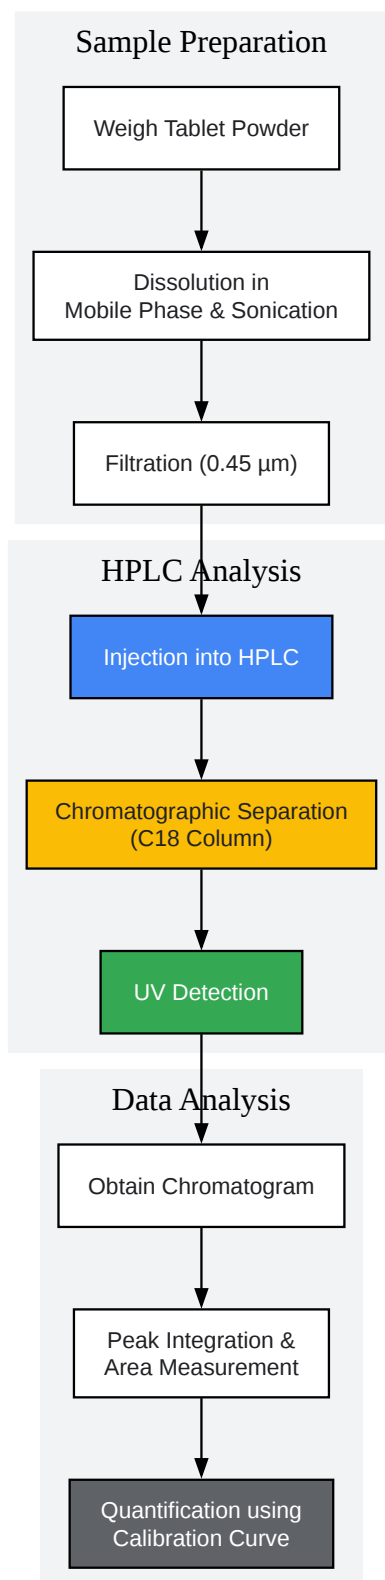 Sample Preparation
Weigh Tablet Powder
Dissolution in
Mobile Phase & Sonication
Filtration (0.45 µm)
HPLC Analysis
Injection into HPLC
Chromatographic Separation
(C18 Column)
UV Detection
Data Analysis
Obtain Chromatogram
Peak Integration &
Area Measurement
Quantification using
Calibration Curve